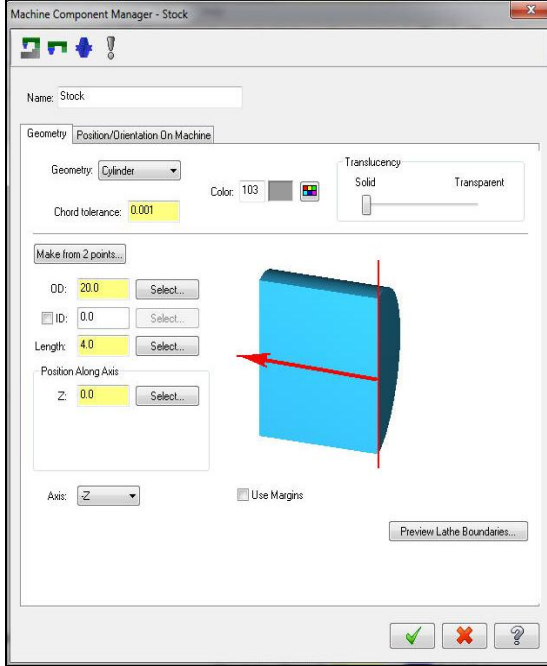 Machine Component Manager - Stock
Name: Stock
Geometry
Position/Orientation On Machine
Geometry: Cylinder
Color: 103
Translucency
Solid
Transparent
Chord tolerance: 0.001
Make from 2 points...
OD: 20.0 Select...
ID: 0.0 Select...
Length: 4.0 Select...
Position Along Axis
Z: 0.0 Select...
Axis: -Z
Use Margins
Preview Lathe Boundaries...